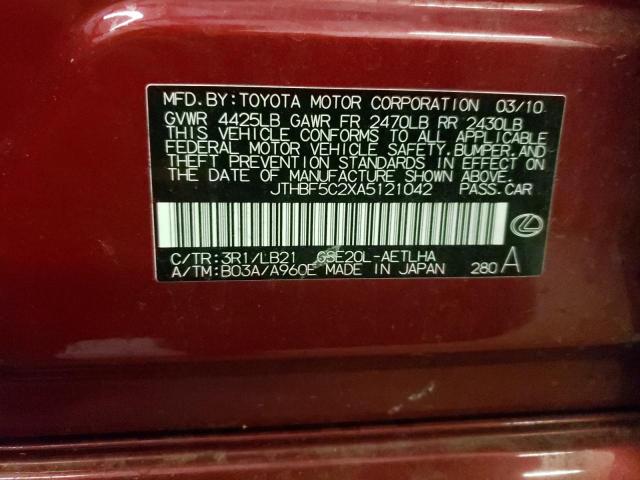 MFD. BY: TOYOTA MOTOR CORPORATION 03/10
GVWR 4425LB GAWR FR 2470LB RR 2430LB
THIS VEHICLE CONFORMS TO ALL APPLICABLE
FEDERAL MOTOR VEHICLE SAFETY, BUMPER, AND
THEFT PREVENTION STANDARDS IN EFFECT ON
THE DATE OF MANUFACTURE SHOWN ABOVE.
JTHBF5C2XA5121042 PASS.CAR
C/TR: 3R1/LB21 GSE20L-AETLHA
A/TM: B03A/A960E MADE IN JAPAN 280 A